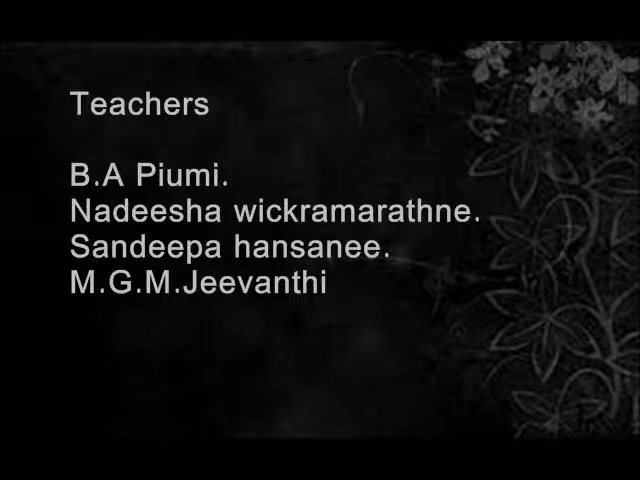 Teachers
B.A Piumi.
Nadeesha wickramarathne.
Sandeepa hansanee.
M.G.M.Jeevanthi